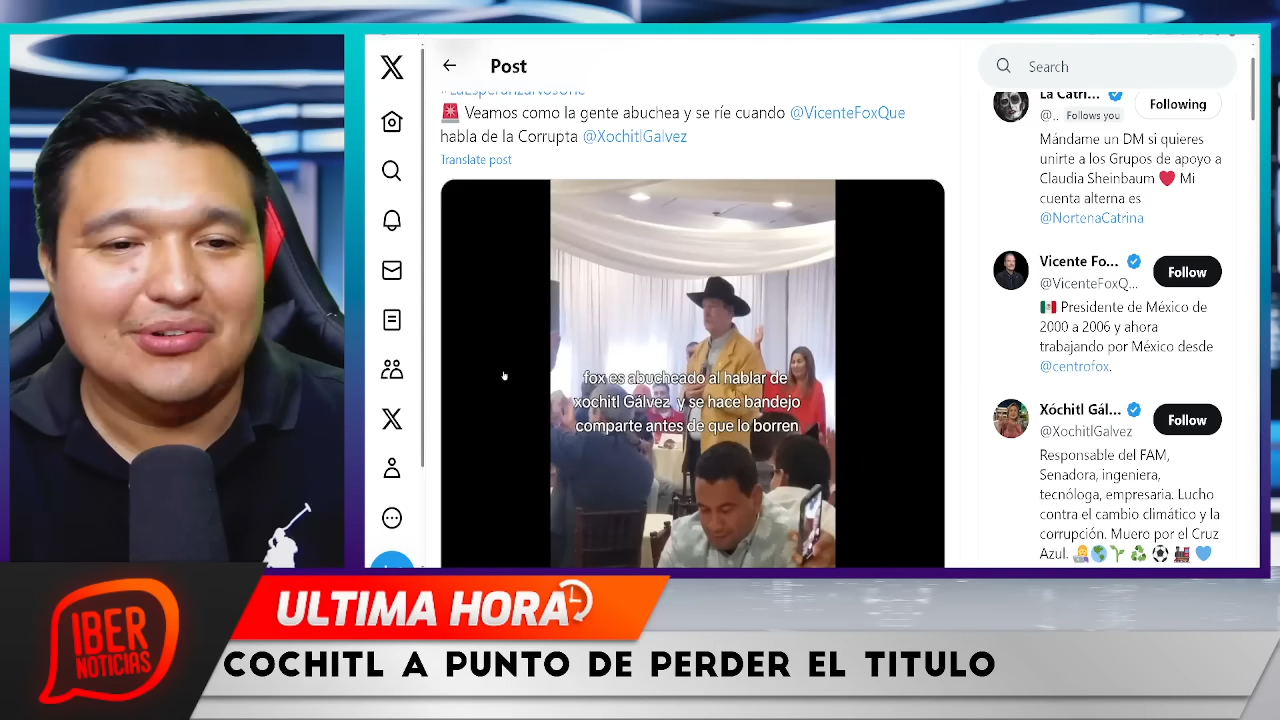 Post
Search
#LaEsperanzaNosUne
🚨 Veamos como la gente abuchea y se ríe cuando @VicenteFoxQue
habla de la Corrupta @XochitlGalvez
Translate post
fox es abucheado al hablar de
xochitl Gálvez y se hace bandejo
comparte antes de que lo borren
La Catri...
Following
@..
Follows you
Mándame un DM si quieres
unirte a los Grupos de apoyo a
Claudia Sheinbaum ❤️ Mi
cuenta alterna es
@NortenaCatrina
Vicente Fo...
Follow
@VicenteFoxQ...
🇲🇽 Presidente de México de
2000 a 2006 y ahora
trabajando por México desde
@centrofox.
Xóchitl Gál...
Follow
@XochitlGalvez
Responsable del FAM,
Senadora, ingeniera,
tecnóloga, empresaria. Lucho
contra el cambio climático y la
corrupción. Muero por el Cruz
Azul. 👷‍♀️🌎🌱♻️⚽🚂💙
IBER
NOTICIAS
ULTIMA HORA
COCHITL A PUNTO DE PERDER EL TITULO